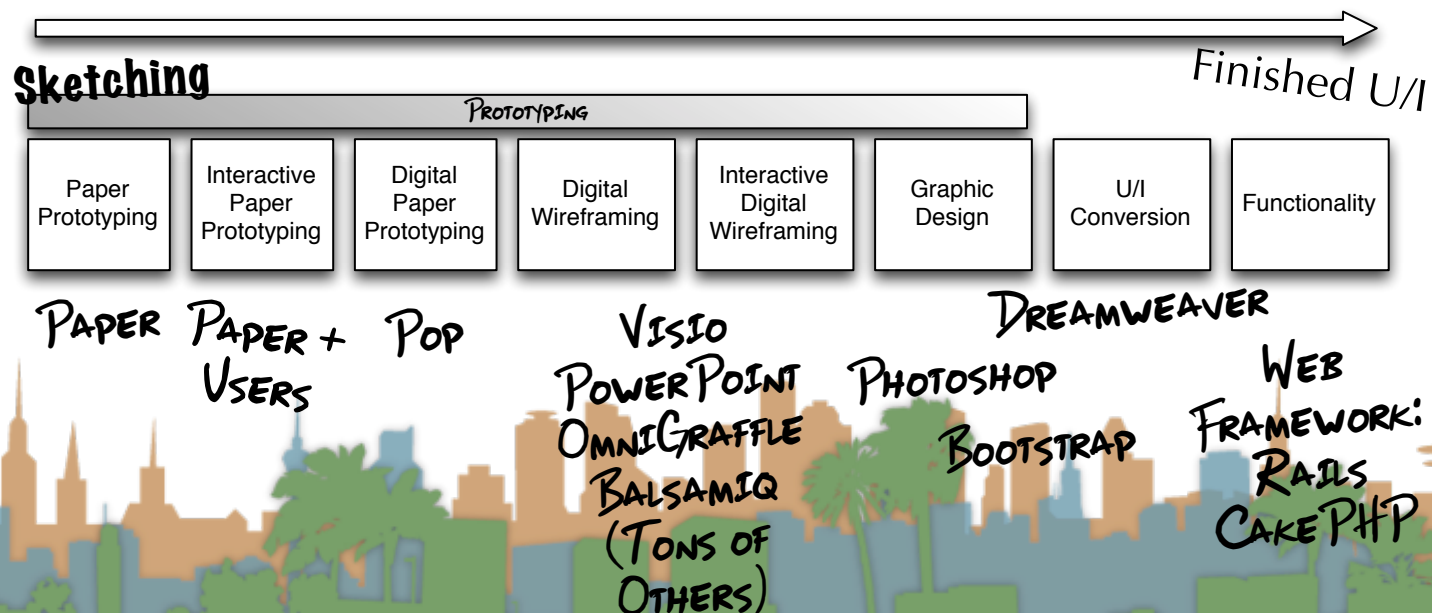 Sketching
Finished U/I
Prototyping
Paper
Prototyping
Interactive
Paper
Prototyping
Digital
Paper
Prototyping
Digital
Wireframing
Interactive
Digital
Wireframing
Graphic
Design
U/I
Conversion
Functionality
Paper
Paper +
Users
Pop
Visio
PowerPoint
OmniGraffle
Balsamiq
(Tons of
Others)
Photoshop
Dreamweaver
Bootstrap
Web
Framework:
Rails
CakePHP